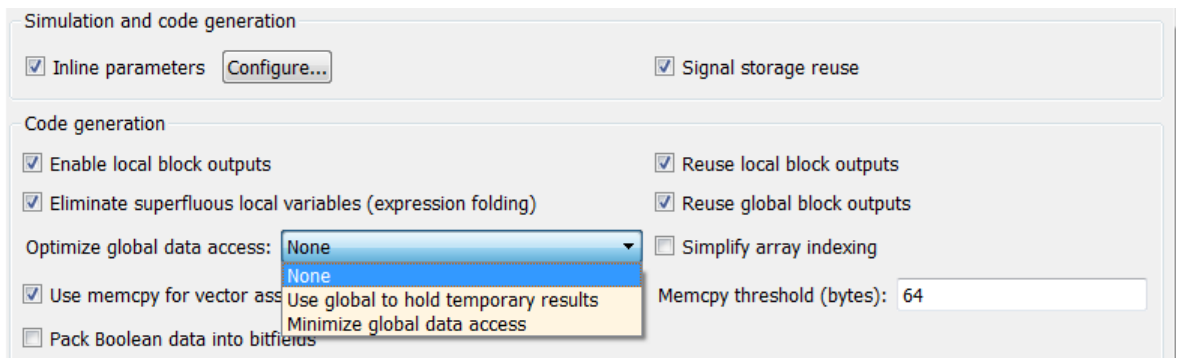 Simulation and code generation
Inline parameters Configure... Signal storage reuse
Code generation
Enable local block outputs Reuse local block outputs
Eliminate superfluous local variables (expression folding) Reuse global block outputs
Optimize global data access: None Simplify array indexing
None
Use memcpy for vector ass Use global to hold temporary results Memcpy threshold (bytes): 64
Minimize global data access
Pack Boolean data into bitfields